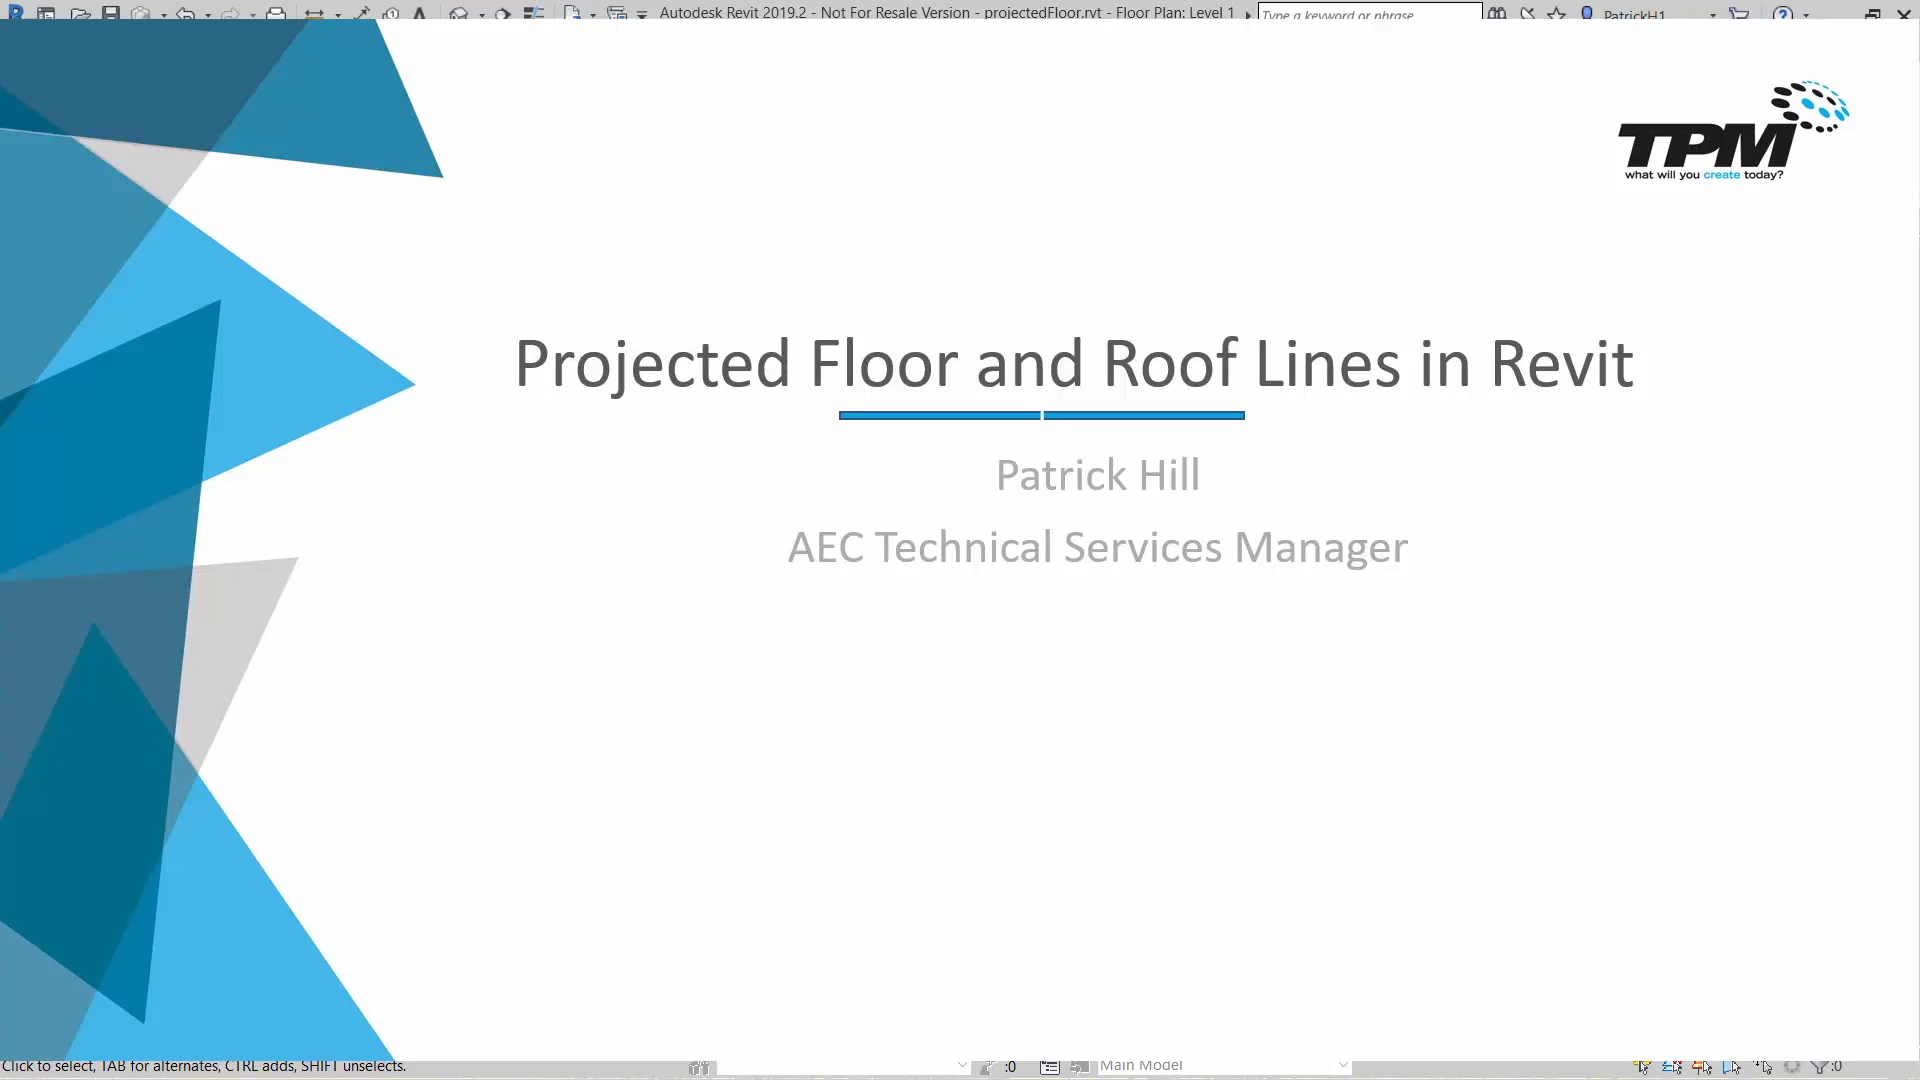 Autodesk Revit 2019.2 - Not For Resale Version - projectedFloor.rvt - Floor Plan: Level 1
Type a keyword or phrase
PatrickH1
TPM
what will you create today?
Projected Floor and Roof Lines in Revit
Patrick Hill
AEC Technical Services Manager
Click to select, TAB for alternates, CTRL adds, SHIFT unselects.
:0
Main Model
:0